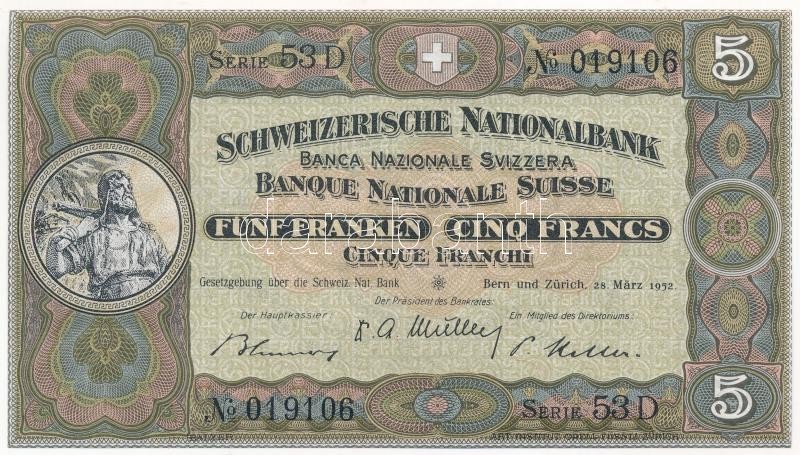 SERIE 53 D № 019106 5
SCHWEIZERISCHE NATIONALBANK
BANCA NAZIONALE SVIZZERA
BANQUE NATIONALE SUISSE
FÜNF FRANKEN CINQ FRANCS
CINQUE FRANCHI
Gesetzgebung über die Schweiz. Nat. Bank Bern und Zürich, 28. März 1952.
Der Präsident des Bankrates:
Der Hauptkassier: Ein Mitglied des Direktoriums:
№ 019106 SERIE 53 D 5
BALZER ART. INSTITUT ORELL FÜSSLI ZÜRICH
darabanth